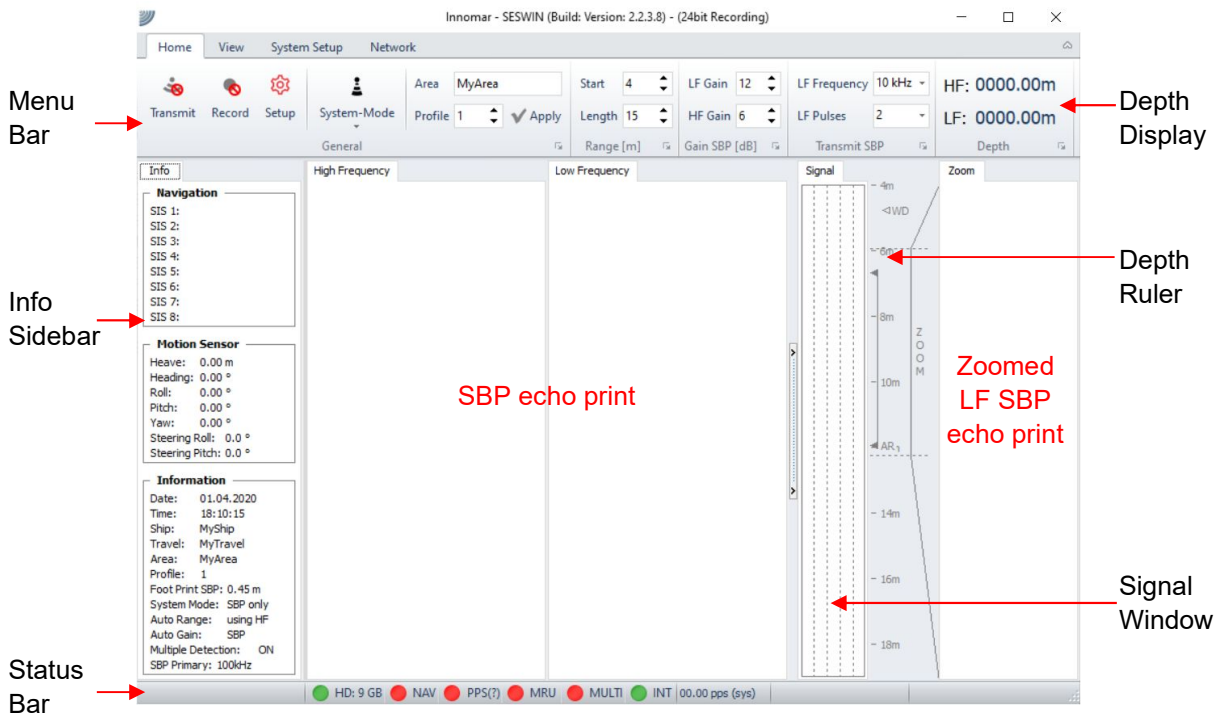 Innomar - SESWIN (Build: Version: 2.2.3.8) - (24bit Recording)
Home View System Setup Network
Transmit Record Setup System-Mode
General
Area MyArea
Profile 1 Apply
Start 4
Length 15
Range [m]
LF Gain 12
HF Gain 6
Gain SBP [dB]
LF Frequency 10 kHz
LF Pulses 2
Transmit SBP
HF: 0000.00m
LF: 0000.00m
Depth
Menu
Bar
Depth
Display
Info
Navigation
SIS 1:
SIS 2:
SIS 3:
SIS 4:
SIS 5:
SIS 6:
SIS 7:
SIS 8:
Info
Sidebar
Motion Sensor
Heave: 0.00 m
Heading: 0.00 °
Roll: 0.00 °
Pitch: 0.00 °
Yaw: 0.00 °
Steering Roll: 0.0 °
Steering Pitch: 0.0 °
Information
Date: 01.04.2020
Time: 18:10:15
Ship: MyShip
Travel: MyTravel
Area: MyArea
Profile: 1
Foot Print SBP: 0.45 m
System Mode: SBP only
Auto Range: using HF
Auto Gain: SBP
Multiple Detection: ON
SBP Primary: 100kHz
High Frequency
Low Frequency
SBP echo print
Signal
4m
WD
6m
8m
10m
AR
14m
16m
18m
ZOOM
Zoom
Zoomed
LF SBP
echo print
Depth
Ruler
Signal
Window
Status
Bar
HD: 9 GB NAV PPS(?) MRU MULTI INT 00.00 pps (sys)